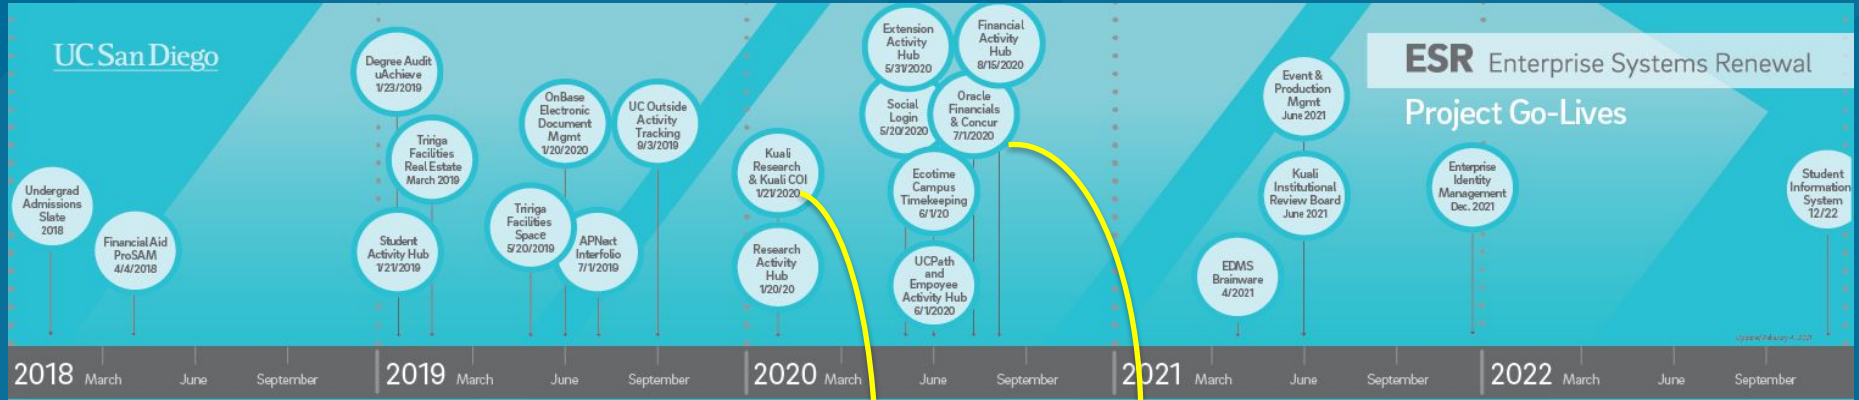 UC San Diego
ESR Enterprise Systems Renewal
Project Go-Lives
Undergrad
Admissions
Slate
2018
Financial Aid
ProSAM
4/4/2018
Degree Audit
uAchieve
1/23/2019
Tririga
Facilities
Real Estate
March 2019
Student
Activity Hub
1/21/2019
OnBase
Electronic
Document
Mgmt
1/20/2020
UC Outside
Activity
Tracking
9/3/2019
Tririga
Facilities
Space
5/20/2019
APNext
Interfolio
7/1/2019
Kuali
Research
& Kuali COI
1/21/2020
Research
Activity
Hub
1/20/20
Extension
Activity
Hub
5/31/2020
Financial
Activity
Hub
8/15/2020
Social
Login
5/20/2020
Oracle
Financials
& Concur
7/1/2020
Ecotime
Campus
Timekeeping
6/1/20
UCPath
and
Empoyee
Activity Hub
6/1/2020
Event &
Production
Mgmt
June 2021
Kuali
Institutional
Review Board
June 2021
EDMS
Brainware
4/2021
Enterprise
Identity
Management
Dec. 2021
Student
Information
System
12/22
2018 March June September 2019 March June September 2020 March June September 2021 March June September 2022 March June September